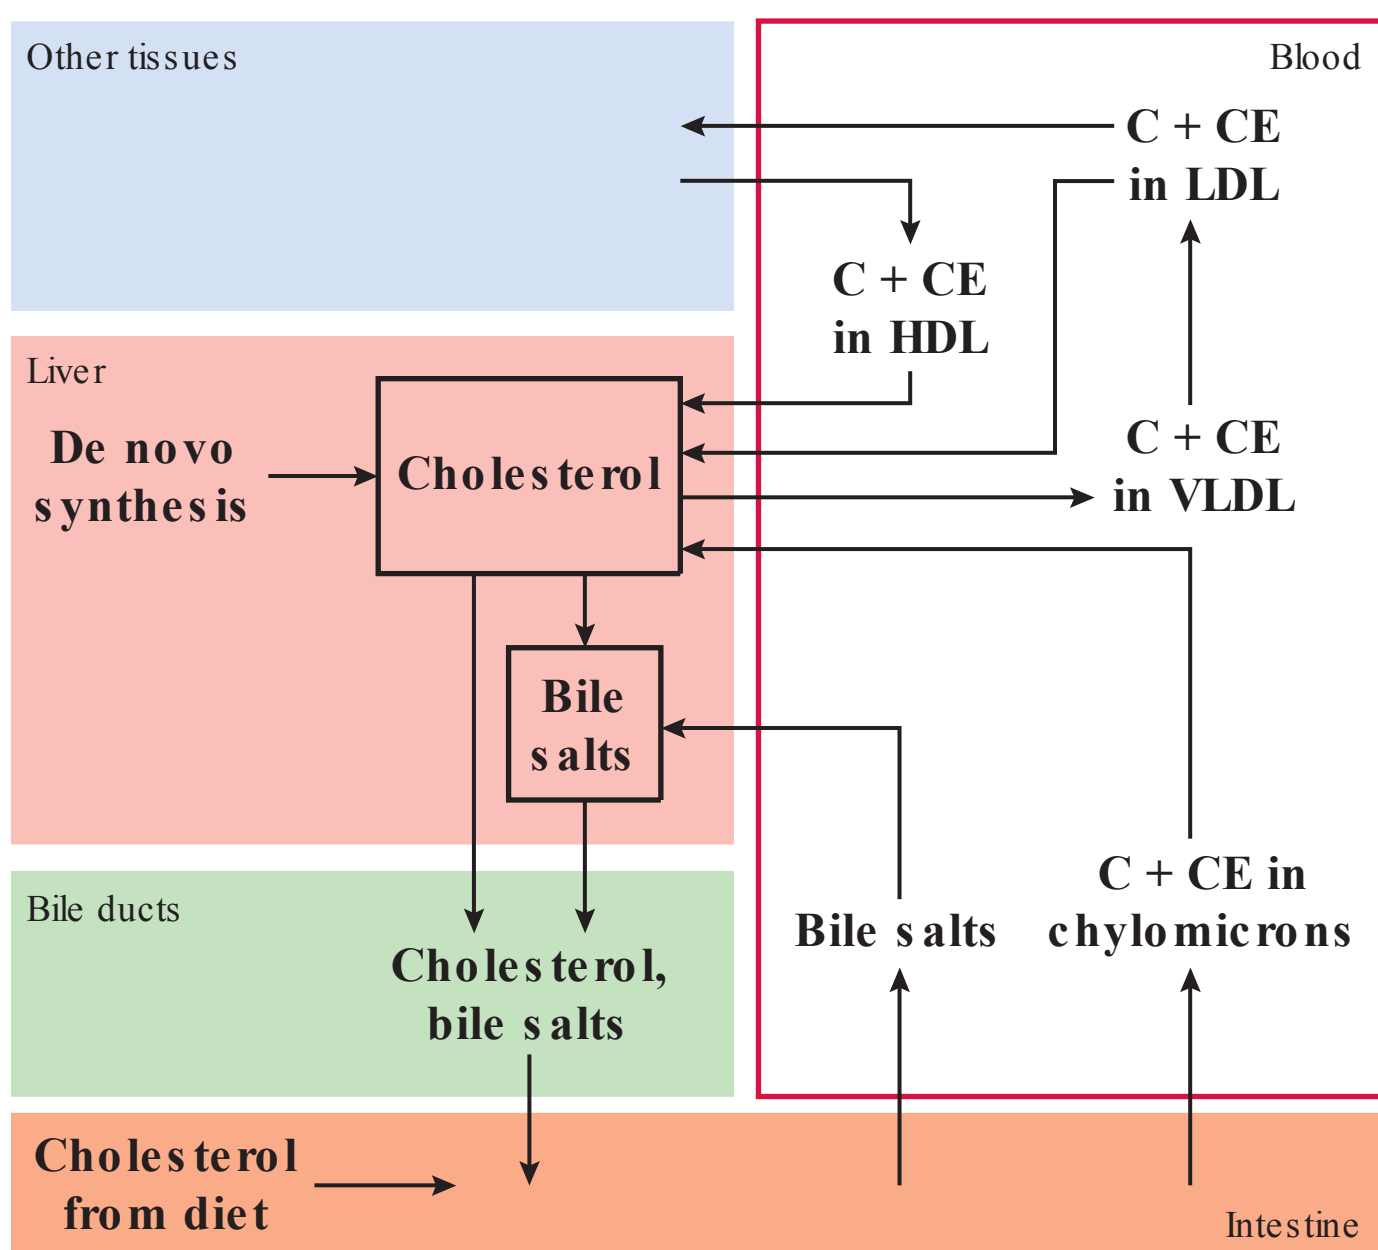 Other tissues
Blood
C + CE
in LDL
C + CE
in HDL
Liver
De novo
synthesis
Cholesterol
C + CE
in VLDL
Bile
salts
Bile ducts
Cholesterol,
bile salts
Bile salts
C + CE in
chylomicrons
Cholesterol
from diet
Intestine